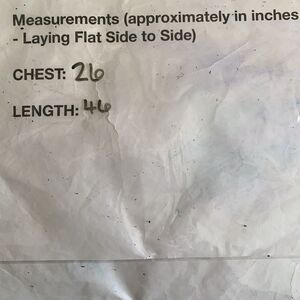 Measurements (approximately in inches
- Laying Flat Side to Side)
CHEST: 26
LENGTH: 46